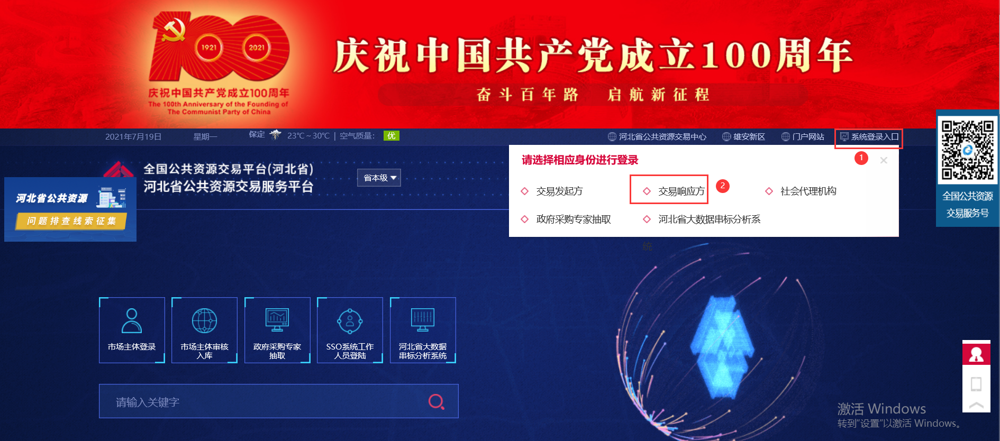 1921
2021
庆祝中国共产党成立100周年
The 100th Anniversary of the Founding of
The Communist Party of China
庆祝中国共产党成立100周年
奋斗百年路 启航新征程
2021年7月19日 星期一 保定 23℃～30℃ | 空气质量： 优
河北省公共资源交易中心 雄安新区 门户网站 系统登录入口
全国公共资源交易平台(河北省)
河北省公共资源交易服务平台
省本级
请选择相应身份进行登录
1
×
交易发起方
交易响应方
2
社会代理机构
政府采购专家抽取
河北省大数据串标分析系
统
河北省公共资源
问题排查线索征集
全国公共资源
交易服务号
市场主体登录
市场主体审核
入库
政府采购专家
抽取
SSO系统工作
人员登陆
河北省大数据
串标分析系统
请输入关键字
激活 Windows
转到"设置"以激活 Windows。